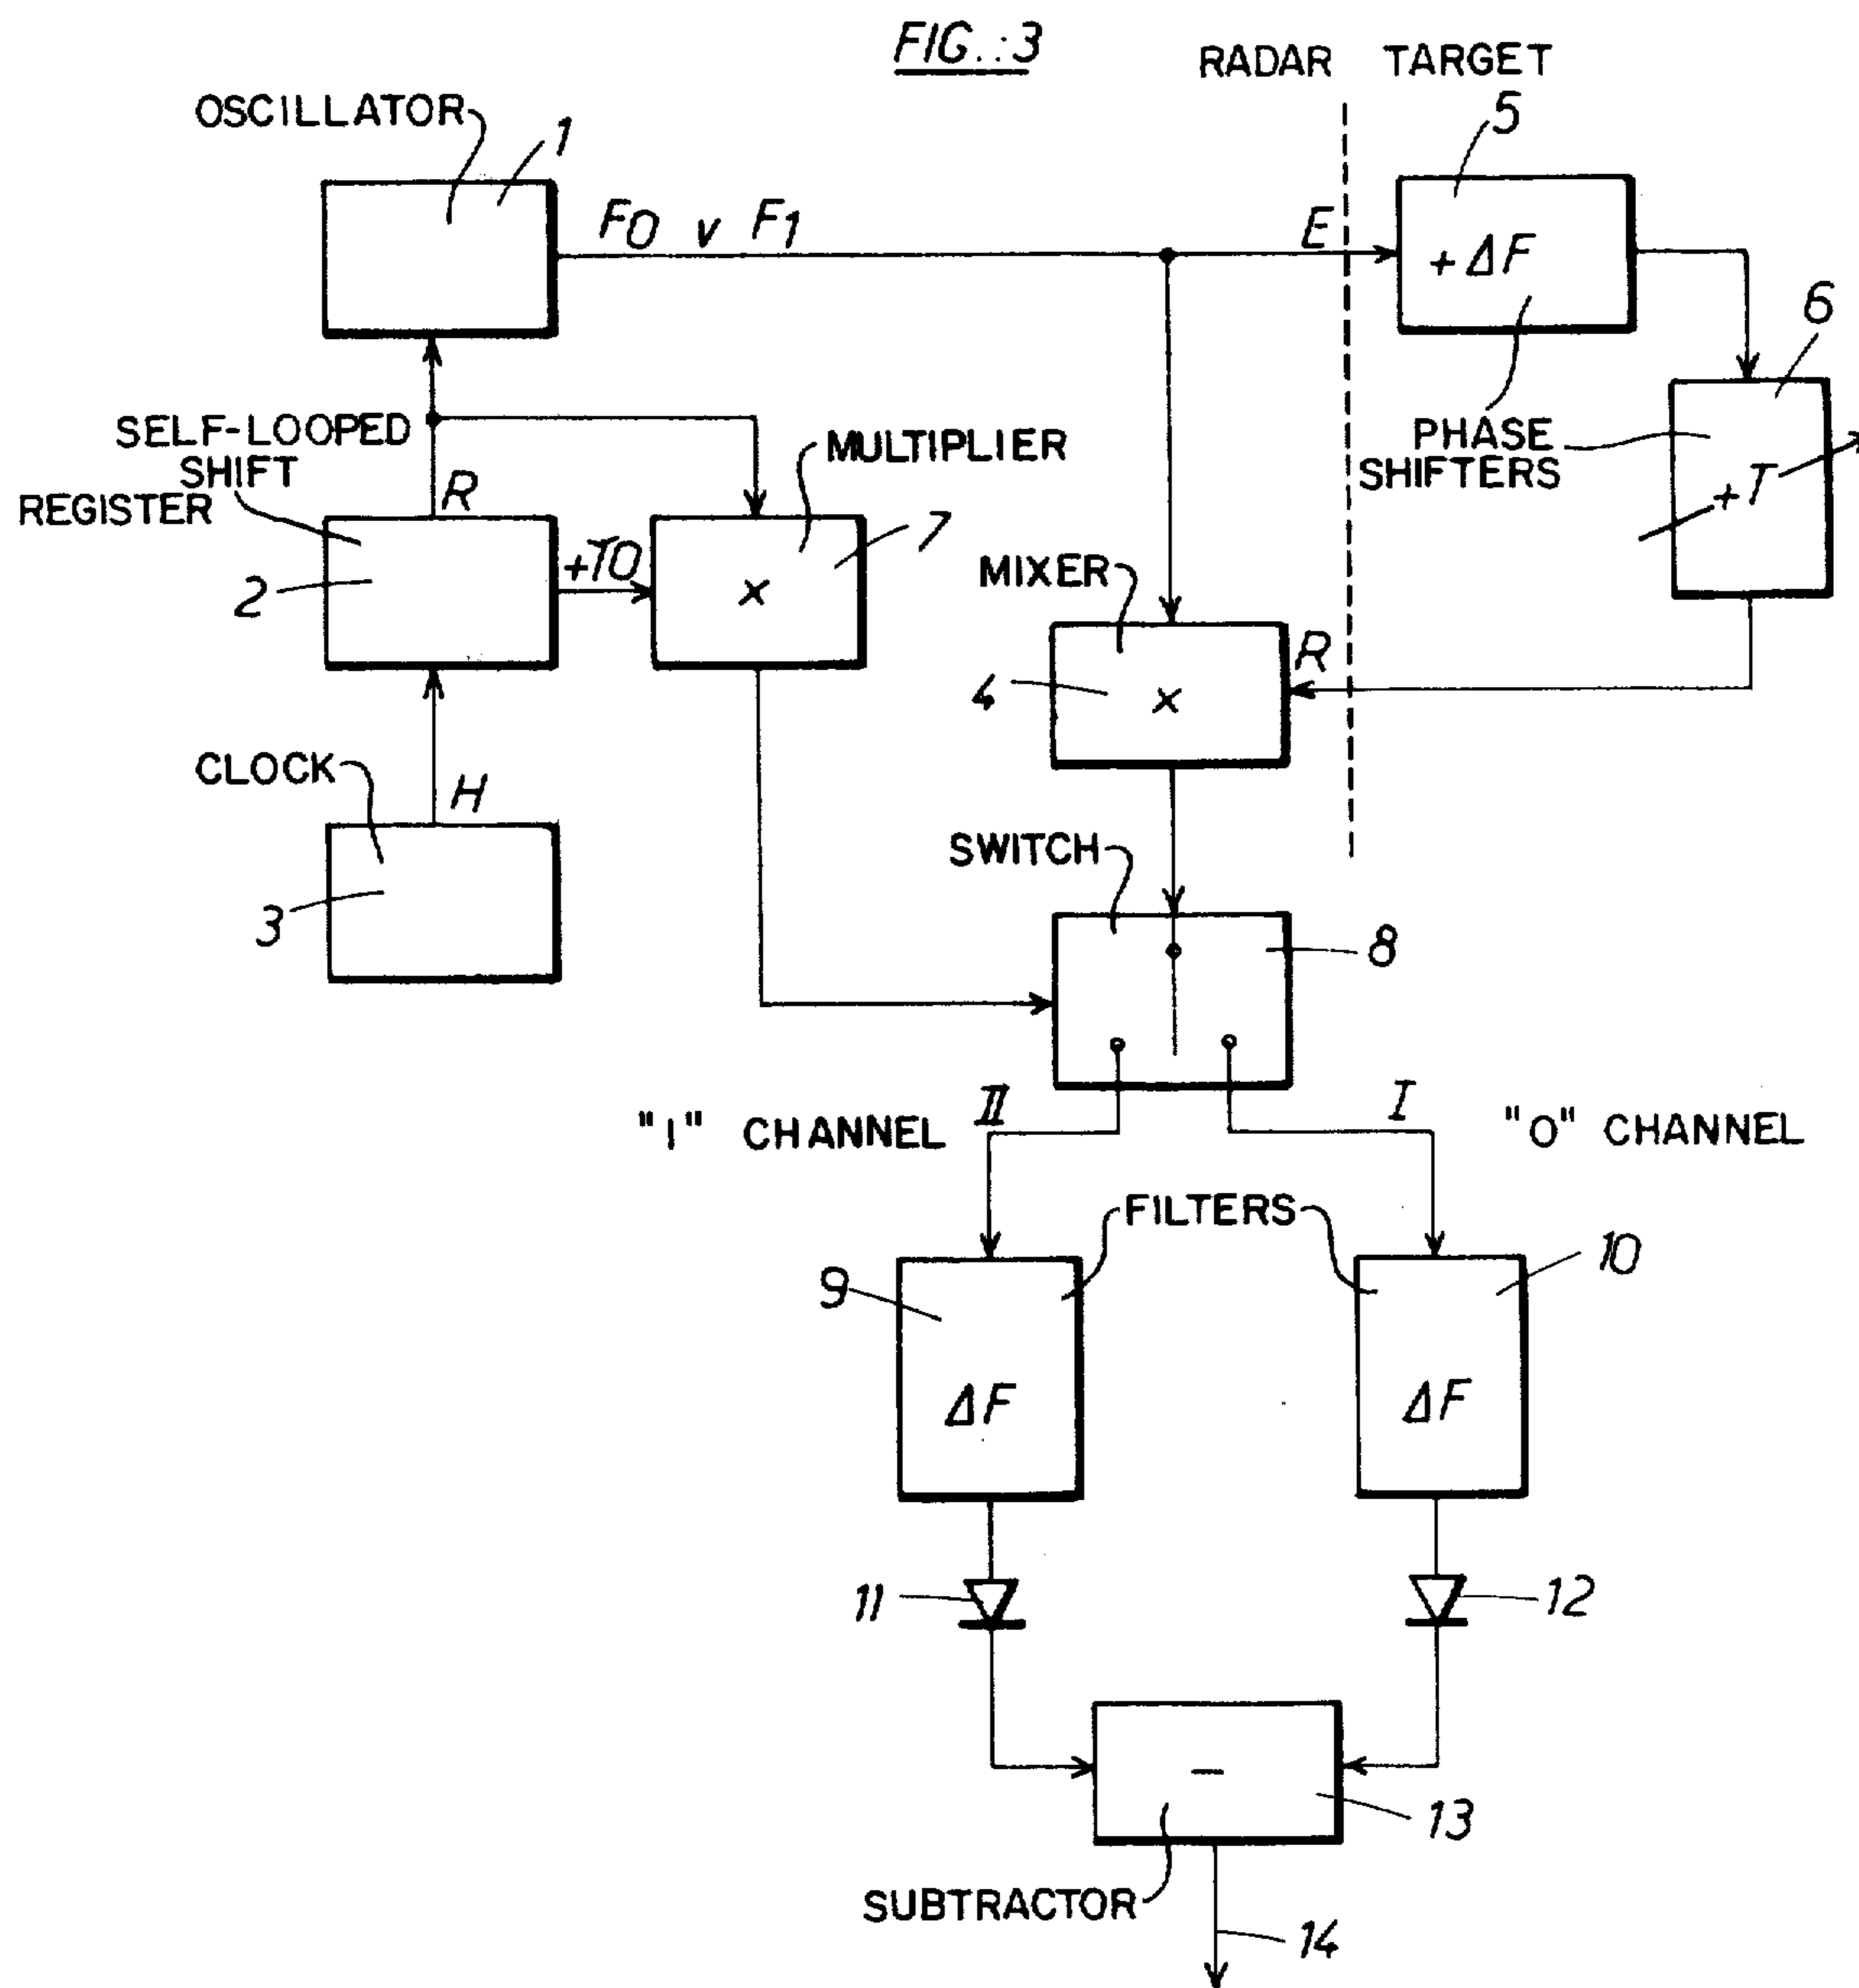 FIG.:3
RADAR TARGET
OSCILLATOR
1
5
F0 v F1
E
+ΔF
6
SELF-LOOPED
SHIFT
REGISTER
R
MULTIPLIER
PHASE
SHIFTERS
+T
7
+TO
x
2
MIXER
R
4
x
CLOCK
H
3
SWITCH
8
"1" CHANNEL
II
I
"0" CHANNEL
FILTERS
9
10
ΔF
ΔF
11
12
-
13
SUBTRACTOR
14